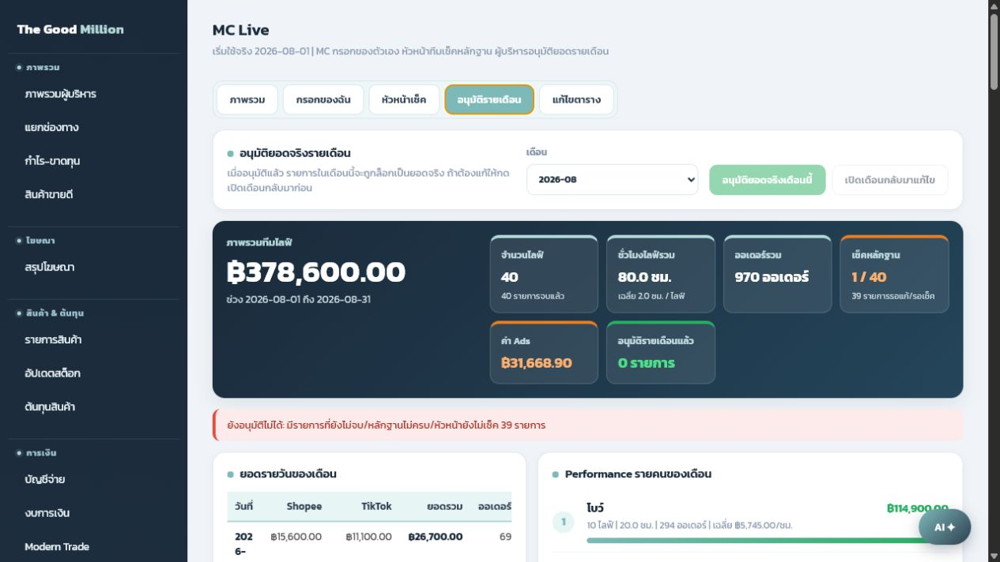 The Good Million
ภาพรวม
ภาพรวมผู้บริหาร
แยกช่องทาง
กำไร-ขาดทุน
สินค้าขายดี
โฆษณา
สรุปโฆษณา
สินค้า & ต้นทุน
รายการสินค้า
อัปเดตสต็อก
ต้นทุนสินค้า
การเงิน
บัญชีจ่าย
งบการเงิน
Modern Trade
MC Live
เริ่มใช้จริง 2026-08-01 | MC กรอกของตัวเอง หัวหน้าทีมเช็คหลักฐาน ผู้บริหารอนุมัติยอดรายเดือน
ภาพรวม กรอกของฉัน หัวหน้าเช็ค อนุมัติรายเดือน แก้ไขตาราง
อนุมัติยอดจริงรายเดือน
เมื่ออนุมัติแล้ว รายการในเดือนนี้จะถูกล็อกเป็นยอดจริง ถ้าต้องแก้ให้กด
เปิดเดือนกลับมาก่อน
เดือน
2026-08 อนุมัติยอดจริงเดือนนี้ เปิดเดือนกลับมาแก้ไข
ภาพรวมทีมไลฟ์
฿378,600.00
ช่วง 2026-08-01 ถึง 2026-08-31
จำนวนไลฟ์
40
40 รายการจบแล้ว
ชั่วโมงไลฟ์รวม
80.0 ชม.
เฉลี่ย 2.0 ชม. / ไลฟ์
ออเดอร์รวม
970 ออเดอร์
เช็คหลักฐาน
1 / 40
39 รายการรอแก้/รอเช็ค
ค่า Ads
฿31,668.90
อนุมัติรายเดือนแล้ว
0 รายการ
ยังอนุมัติไม่ได้: มีรายการที่ยังไม่จบ/หลักฐานไม่ครบ/หัวหน้ายังไม่เช็ค 39 รายการ
ยอดรายวันของเดือน
วันที่ Shopee TikTok ยอดรวม ออเดอร์
202 ฿15,600.00 ฿11,100.00 ฿26,700.00 69
6-
Performance รายคนของเดือน
1 โบว์ ฿114,900.00
10 ไลฟ์ | 20.0 ชม. | 294 ออเดอร์ | เฉลี่ย ฿5,745.00/ชม.
AI